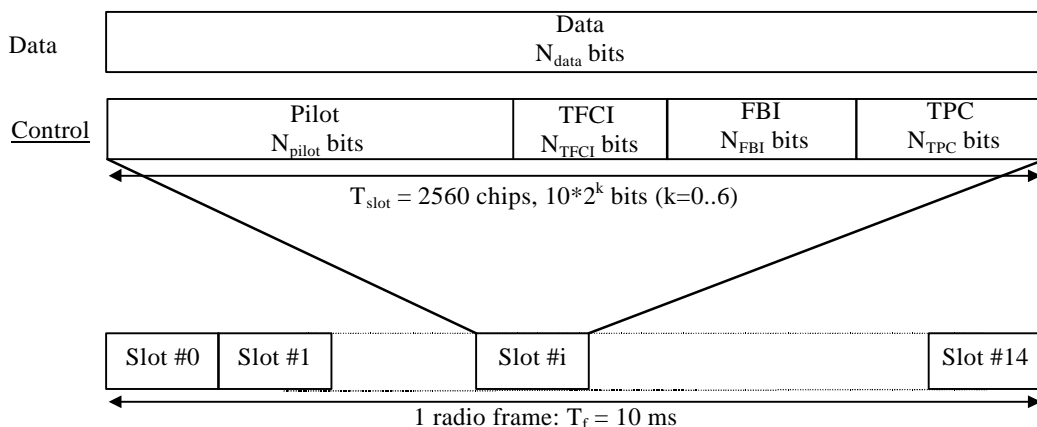 Data
Data
N_data bits
Control
Pilot
N_pilot bits
TFCI
N_TFCI bits
FBI
N_FBI bits
TPC
N_TPC bits
T_slot = 2560 chips, 10*2^k bits (k=0..6)
Slot #0 Slot #1 Slot #i Slot #14
1 radio frame: T_f = 10 ms